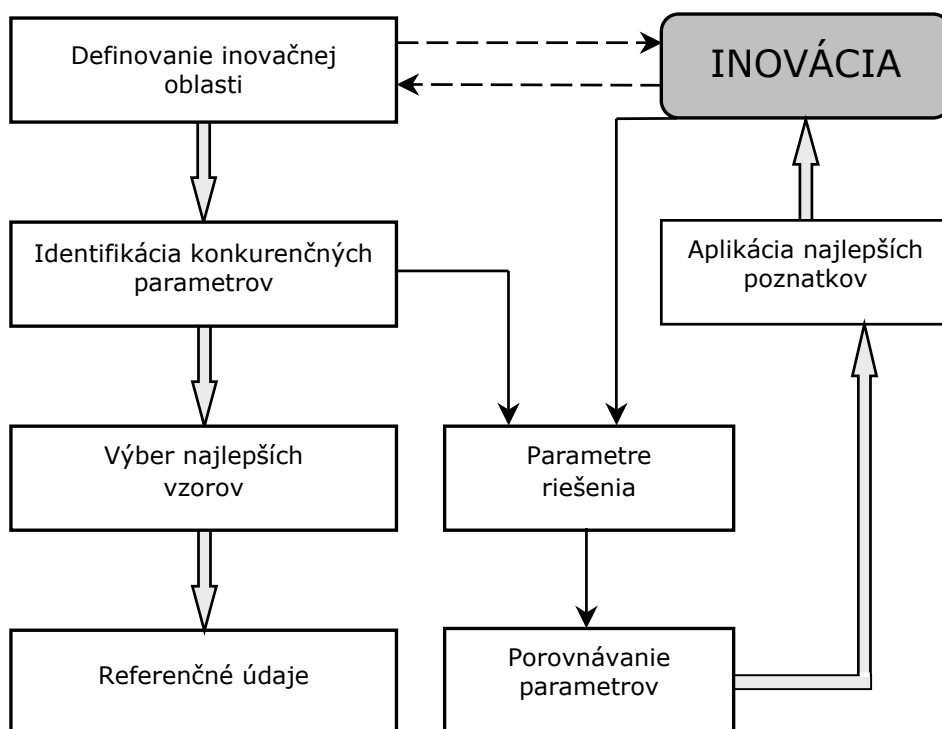 Definovanie inovačnej
oblasti
INOVÁCIA
Identifikácia konkurenčných
parametrov
Aplikácia najlepších
poznatkov
Výber najlepších
vzorov
Parametre
riešenia
Referenčné údaje
Porovnávanie
parametrov